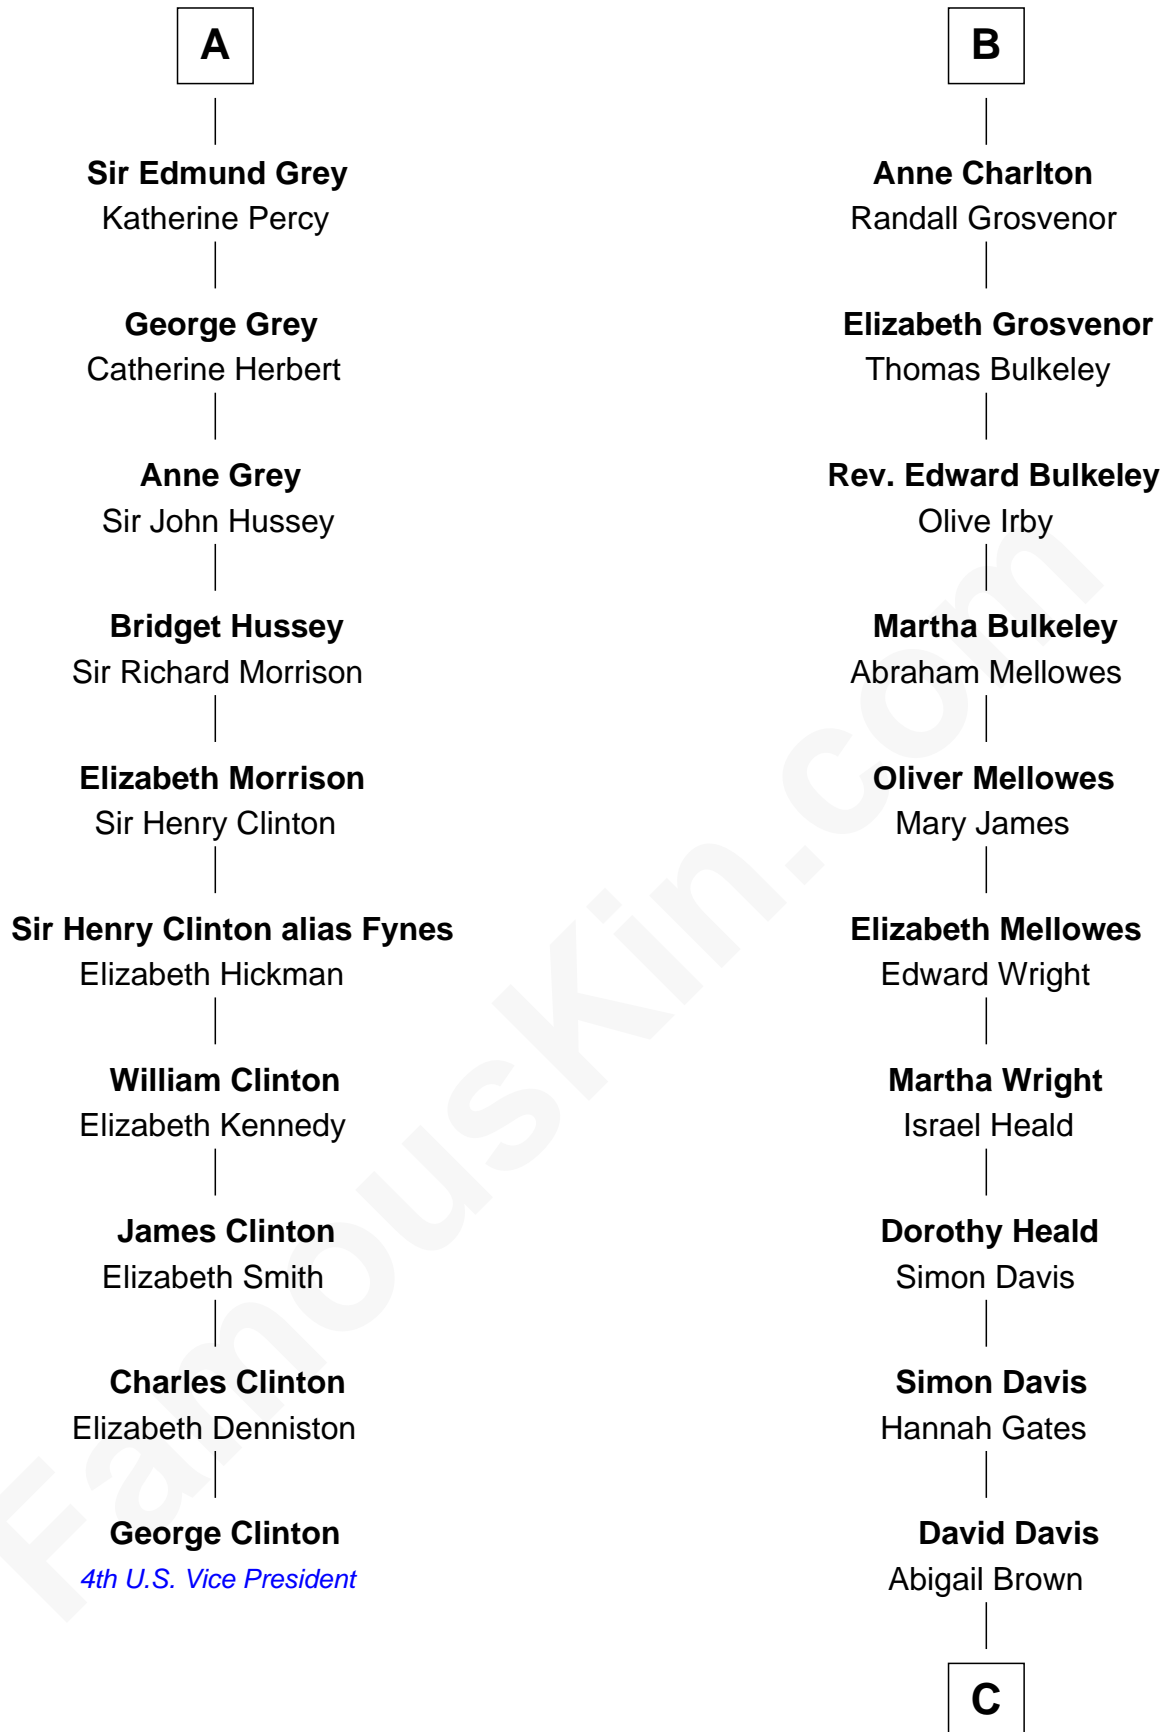 A
Sir Edmund Grey
Katherine Percy
George Grey
Catherine Herbert
Anne Grey
Sir John Hussey
Bridget Hussey
Sir Richard Morrison
Elizabeth Morrison
Sir Henry Clinton
Sir Henry Clinton alias Fynes
Elizabeth Hickman
William Clinton
Elizabeth Kennedy
James Clinton
Elizabeth Smith
Charles Clinton
Elizabeth Denniston
George Clinton
4th U.S. Vice President
B
Anne Charlton
Randall Grosvenor
Elizabeth Grosvenor
Thomas Bulkeley
Rev. Edward Bulkeley
Olive Irby
Martha Bulkeley
Abraham Mellowes
Oliver Mellowes
Mary James
Elizabeth Mellowes
Edward Wright
Martha Wright
Israel Heald
Dorothy Heald
Simon Davis
Simon Davis
Hannah Gates
David Davis
Abigail Brown
C
FamousKin.com